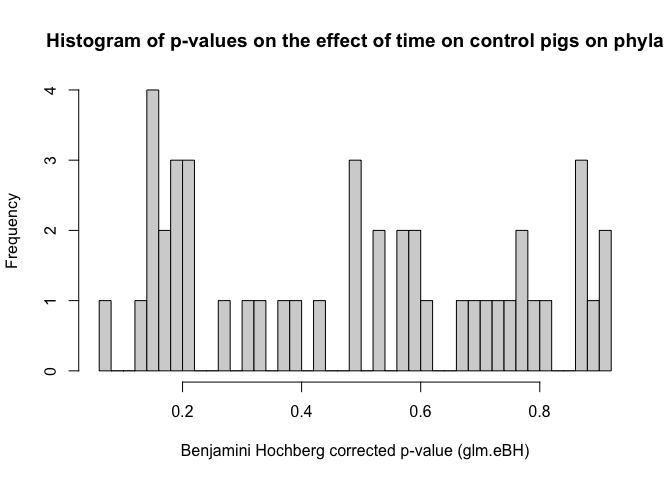 Histogram of p-values on the effect of time on control pigs on phyla
4
3
2
1
0
Frequency
0.2 0.4 0.6 0.8
Benjamini Hochberg corrected p-value (glm.eBH)